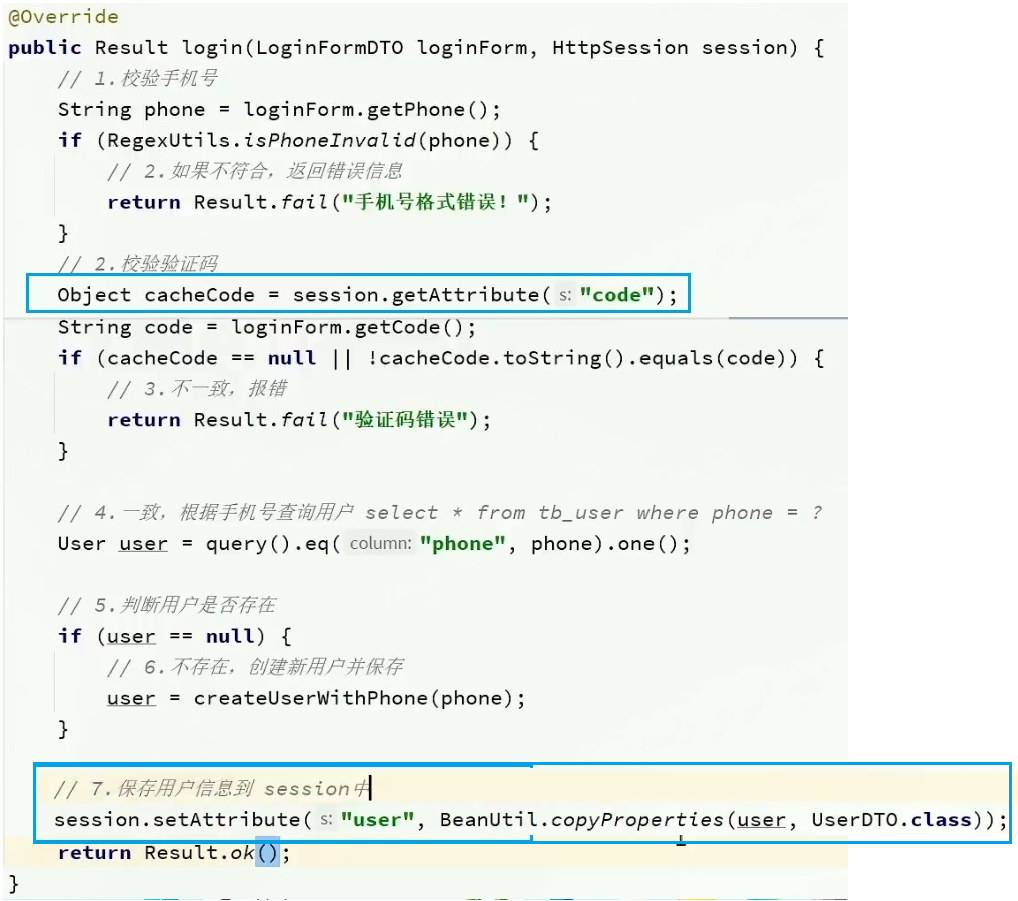 @Override
public Result login(LoginFormDTO loginForm, HttpSession session) {
// 1.校验手机号
String phone = loginForm.getPhone();
if (RegexUtils.isPhoneInvalid(phone)) {
// 2.如果不符合，返回错误信息
return Result.fail("手机号格式错误！");
}
// 2.校验验证码
Object cacheCode = session.getAttribute( s: "code");
String code = loginForm.getCode();
if (cacheCode == null || !cacheCode.toString().equals(code)) {
// 3.不一致，报错
return Result.fail("验证码错误");
}
// 4.一致，根据手机号查询用户 select * from tb_user where phone = ?
User user = query().eq( column: "phone", phone).one();
// 5.判断用户是否存在
if (user == null) {
// 6.不存在，创建新用户并保存
user = createUserWithPhone(phone);
}
// 7.保存用户信息到 session中
session.setAttribute( s: "user", BeanUtil.copyProperties(user, UserDTO.class));
return Result.ok();
}